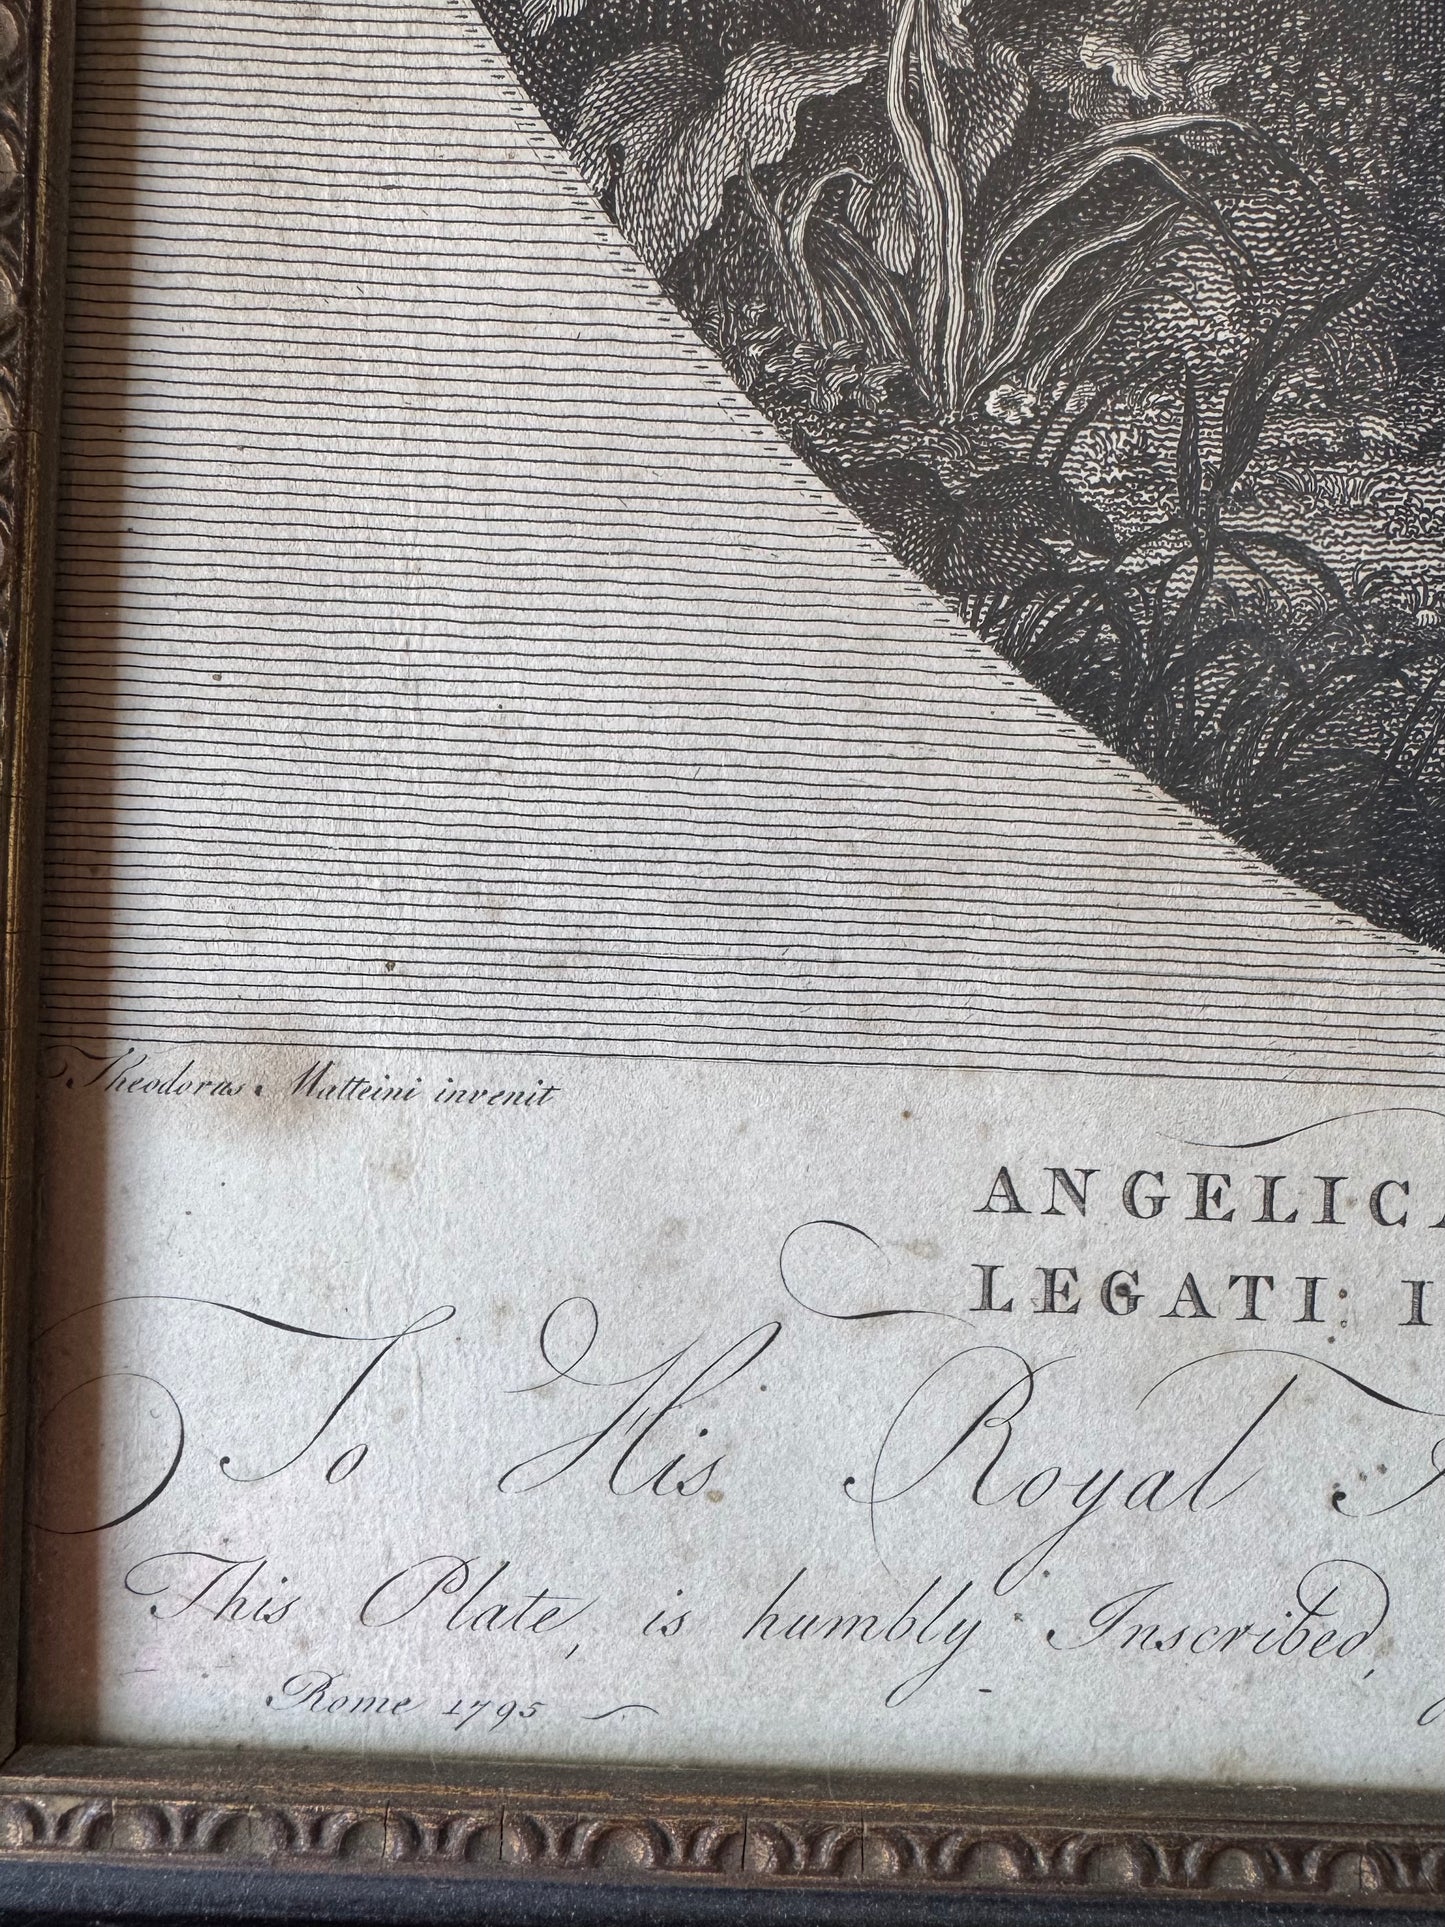 Theodorus Matteini invenit
ANGELICA
LEGATI: I
To His Royal
This Plate, is humbly Inscribed,
Rome 1795